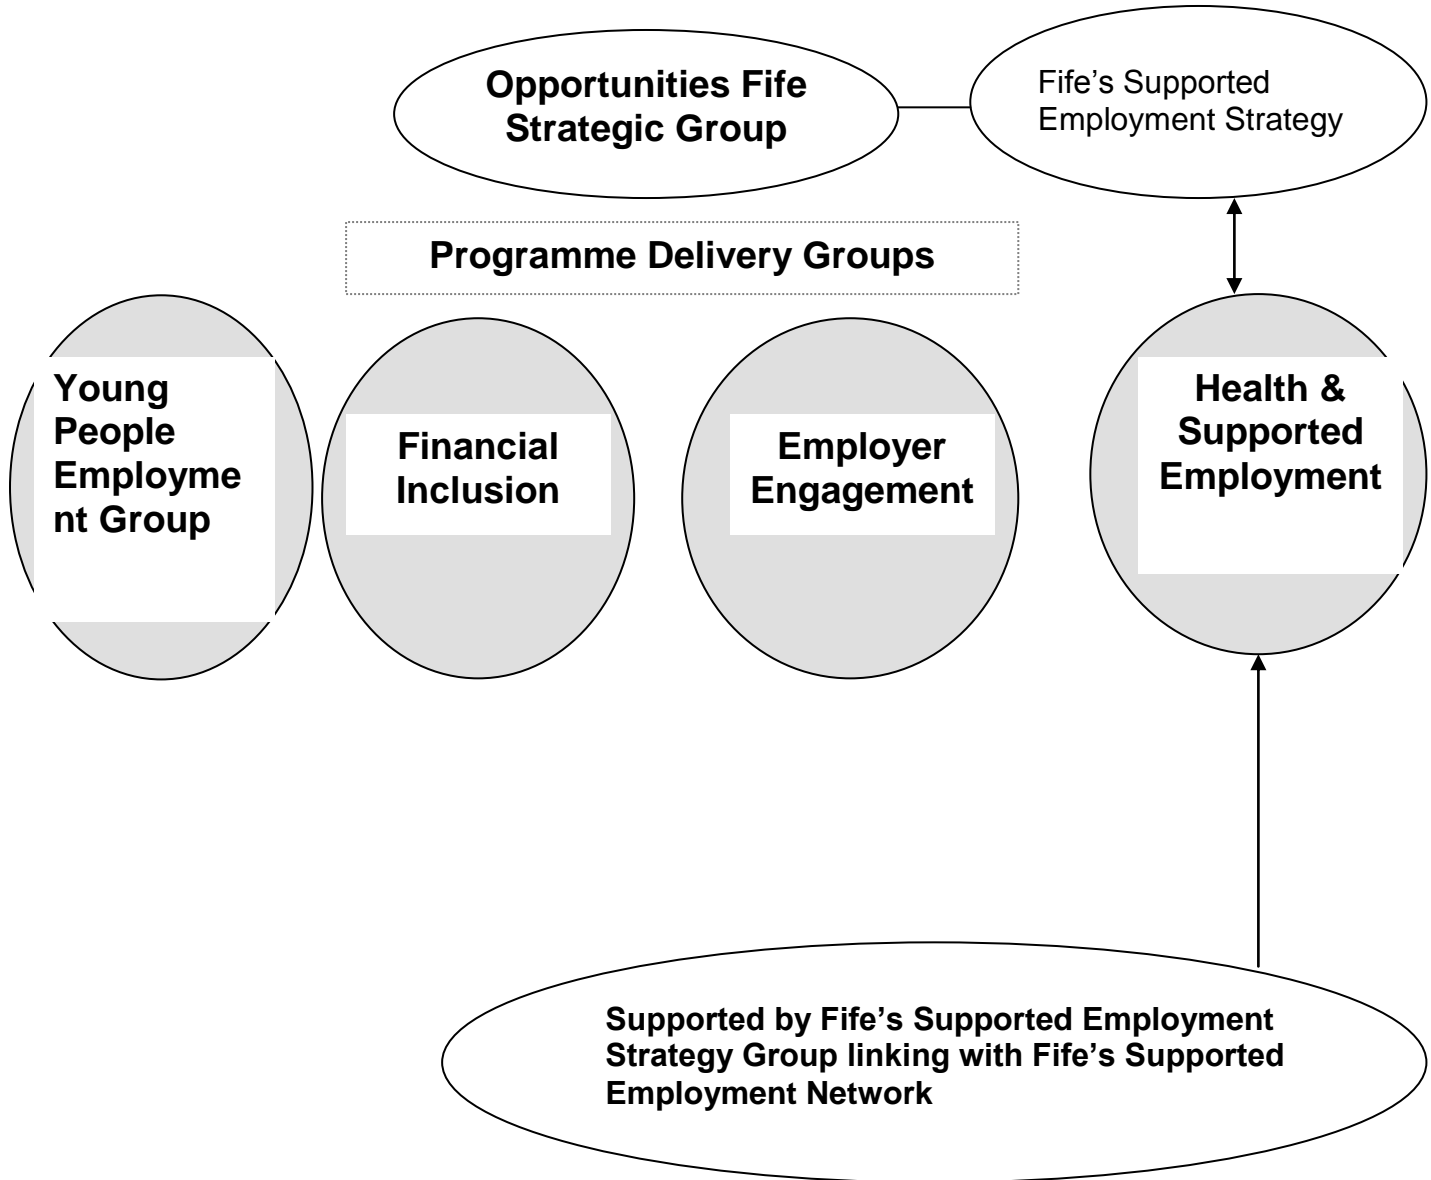 Opportunities Fife
Strategic Group
Fife’s Supported
Employment Strategy
Programme Delivery Groups
Young
People
Employme
nt Group
Financial
Inclusion
Employer
Engagement
Health &
Supported
Employment
Supported by Fife’s Supported Employment
Strategy Group linking with Fife’s Supported
Employment Network